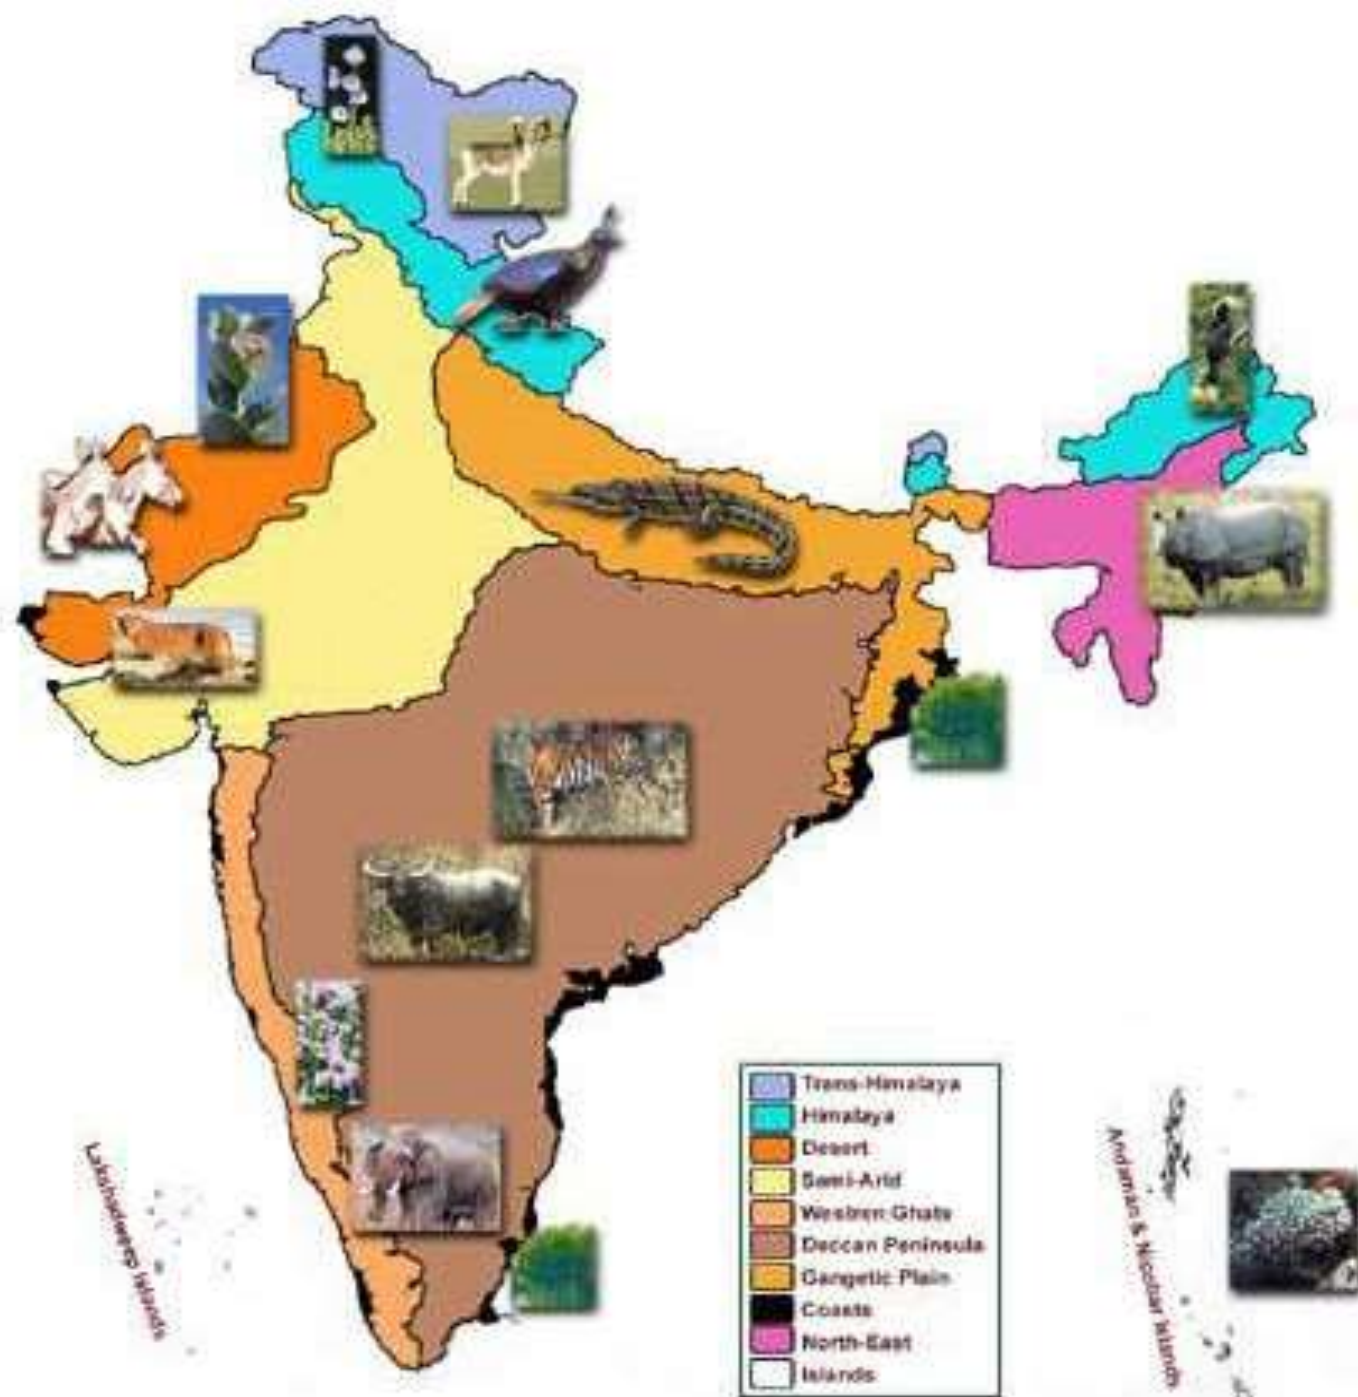 Trans-Himalaya
Himalaya
Desert
Semi-Arid
Westren Ghats
Deccan Peninsula
Gangetic Plain
Coasts
North-East
Islands
Lakshadweep Islands
Andaman & Nicobar Islands